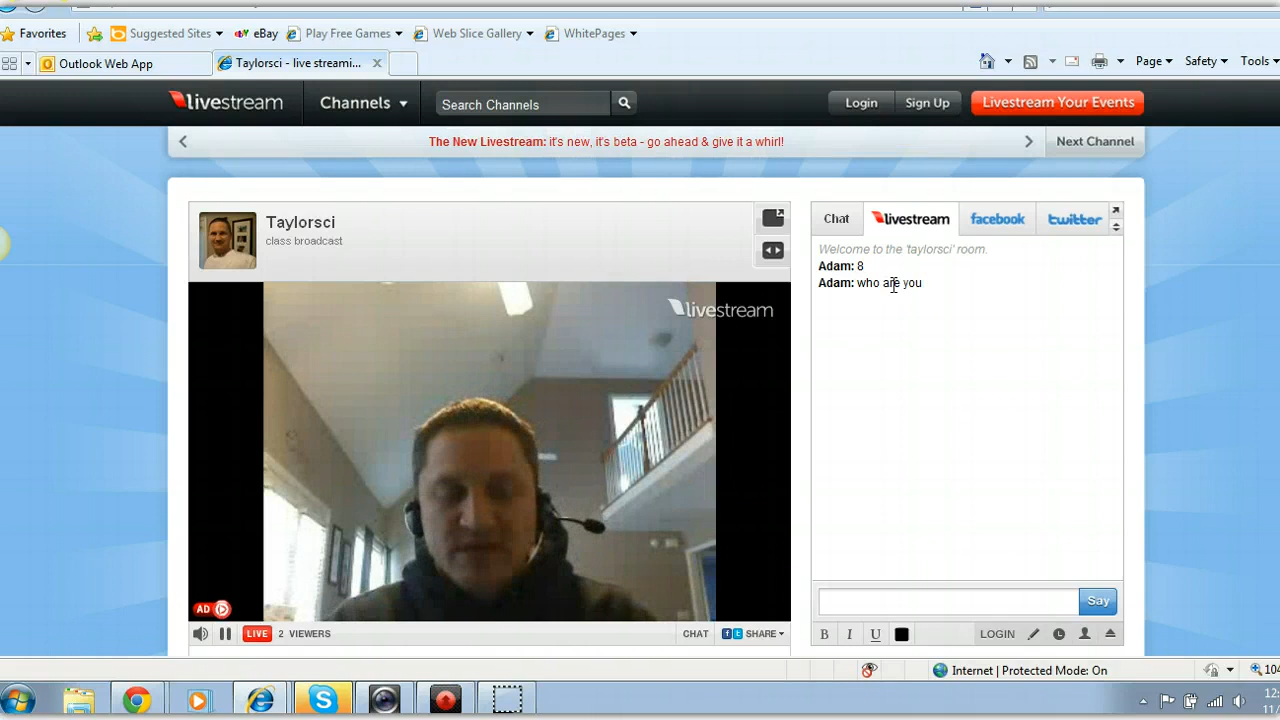 Favorites Suggested Sites eBay Play Free Games Web Slice Gallery WhitePages
Outlook Web App Taylorsci - live streami... Page Safety Tools
livestream Channels Search Channels Login Sign Up Livestream Your Events
The New Livestream: it's new, it's beta - go ahead & give it a whirl! Next Channel
Taylorsci
class broadcast
Chat livestream facebook twitter
Welcome to the 'taylorsci' room.
Adam: 8
Adam: who are you
livestream
AD
Say
LIVE 2 VIEWERS CHAT SHARE
B I U LOGIN
Internet | Protected Mode: On